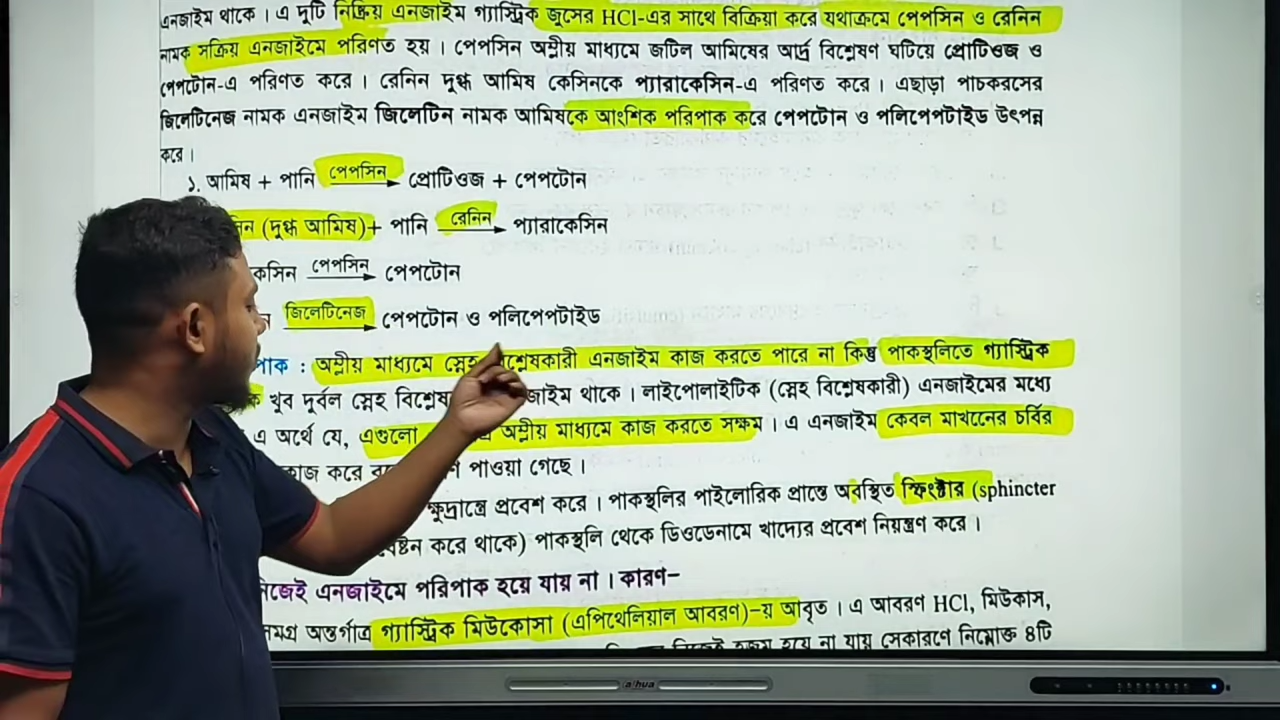 এনজাইম থাকে। এ দুটি নিষ্ক্রিয় এনজাইম গ্যাস্ট্রিক জুসের HCl-এর সাথে বিক্রিয়া করে যথাক্রমে পেপসিন ও রেনিন
নামক সক্রিয় এনজাইমে পরিণত হয়। পেপসিন অম্লীয় মাধ্যমে জটিল আমিষের আর্দ্র বিশ্লেষণ ঘটিয়ে প্রোটিওজ ও
পেপটোন-এ পরিণত করে। রেনিন দুগ্ধ আমিষ কেসিনকে প্যারাকেসিন-এ পরিণত করে। এছাড়া পাচকরসের
জিলেটিনেজ নামক এনজাইম জিলেটিন নামক আমিষকে আংশিক পরিপাক করে পেপটোন ও পলিপেপটাইড উৎপন্ন
করে।
১. আমিষ + পানি পেপসিন → প্রোটিওজ + পেপটোন
সিন (দুগ্ধ আমিষ)+ পানি রেনিন → প্যারাকেসিন
কেসিন পেপসিন → পেপটোন
ন জিলেটিনেজ → পেপটোন ও পলিপেপটাইড
পাক : অম্লীয় মাধ্যমে স্নেহ বিশ্লেষকারী এনজাইম কাজ করতে পারে না কিন্তু পাকস্থলিতে গ্যাস্ট্রিক
ক খুব দুর্বল স্নেহ বিশ্লেষ জাইম থাকে। লাইপোলাইটিক (স্নেহ বিশ্লেষকারী) এনজাইমের মধ্যে
এ অর্থে যে, এগুলো অম্লীয় মাধ্যমে কাজ করতে সক্ষম। এ এনজাইম কেবল মাখনের চর্বির
কাজ করে পাওয়া গেছে।
ক্ষুদ্রান্ত্রে প্রবেশ করে। পাকস্থলির পাইলোরিক প্রান্তে অবস্থিত স্ফিংক্টার (sphincter
বেষ্টন করে থাকে) পাকস্থলি থেকে ডিওডেনামে খাদ্যের প্রবেশ নিয়ন্ত্রণ করে।
নিজেই এনজাইমে পরিপাক হয়ে যায় না। কারণ–
সমগ্র অন্তর্গাত্র গ্যাস্ট্রিক মিউকোসা (এপিথেলিয়াল আবরণ)-য় আবৃত। এ আবরণ HCl, মিউকাস,
নিজেই হজম হয়ে না যায় সেকারণে নিম্নোক্ত ৪টি
alhua